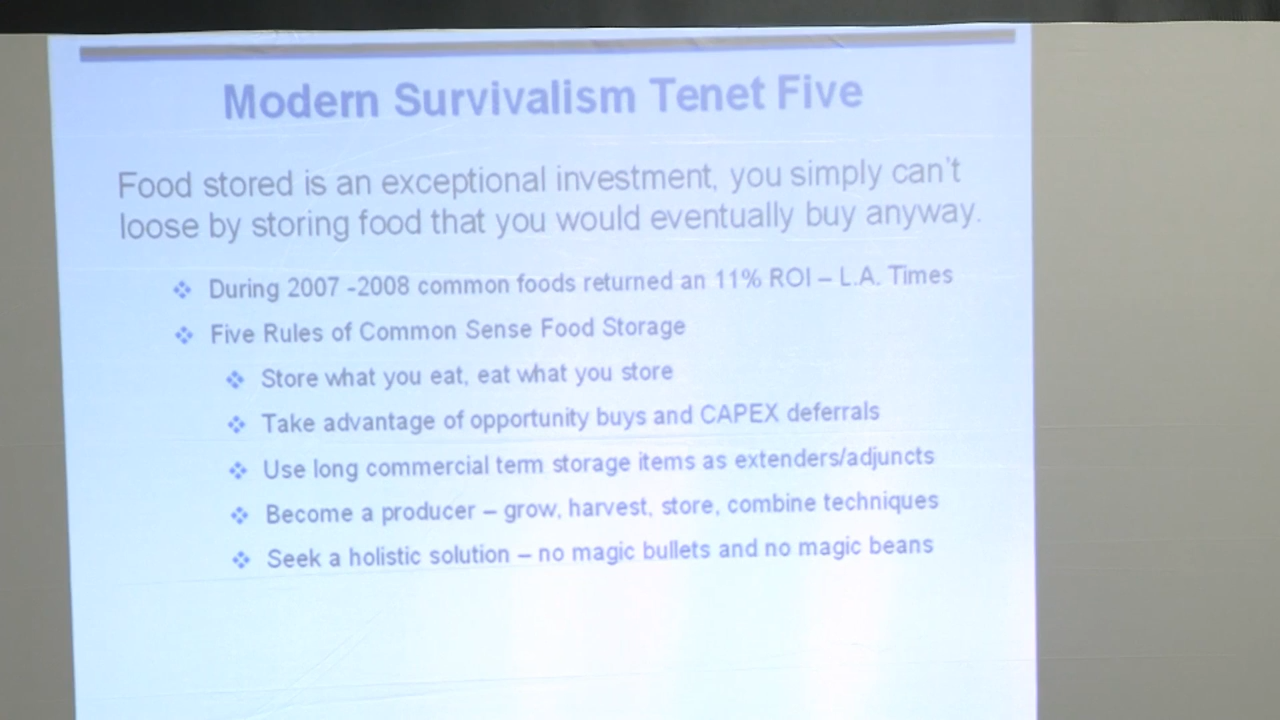 Modern Survivalism Tenet Five
Food stored is an exceptional investment, you simply can't
loose by storing food that you would eventually buy anyway.
During 2007 -2008 common foods returned an 11% ROI – L.A. Times
Five Rules of Common Sense Food Storage
Store what you eat, eat what you store
Take advantage of opportunity buys and CAPEX deferrals
Use long commercial term storage items as extenders/adjuncts
Become a producer – grow, harvest, store, combine techniques
Seek a holistic solution – no magic bullets and no magic beans